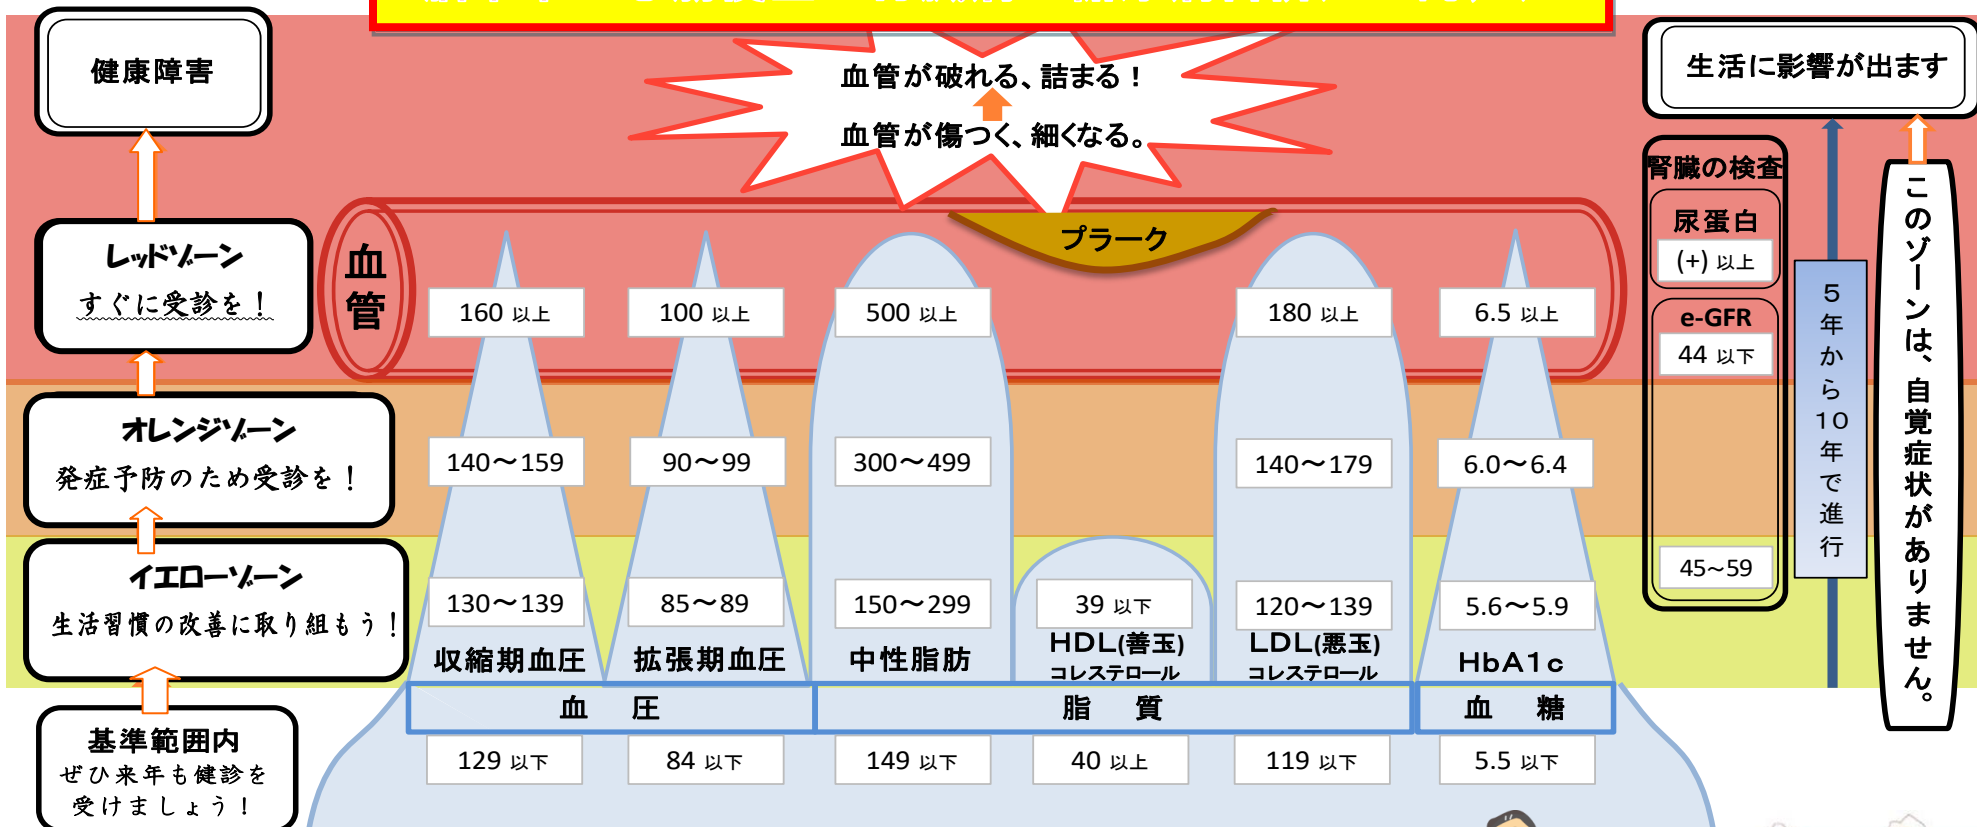 健康障害
血管が破れる、詰まる！
血管が傷つく、細くなる。
生活に影響が出ます
レッドゾーン
すぐに受診を！
血管
プラーク
160 以上
100 以上
500 以上
180 以上
6.5 以上
腎臓の検査
尿蛋白
(+) 以上
e-GFR
44 以下
45~59
5年から10年で進行
このゾーンは、自覚症状がありません。
オレンジゾーン
発症予防のため受診を！
140～159
90～99
300～499
140～179
6.0～6.4
イエローゾーン
生活習慣の改善に取り組もう！
130～139
85～89
150～299
39 以下
120～139
5.6～5.9
収縮期血圧
拡張期血圧
中性脂肪
HDL(善玉)
コレステロール
LDL(悪玉)
コレステロール
HbA1c
血 圧
脂 質
血 糖
基準範囲内
ぜひ来年も健診を
受けましょう！
129 以下
84 以下
149 以下
40 以上
119 以下
5.5 以下